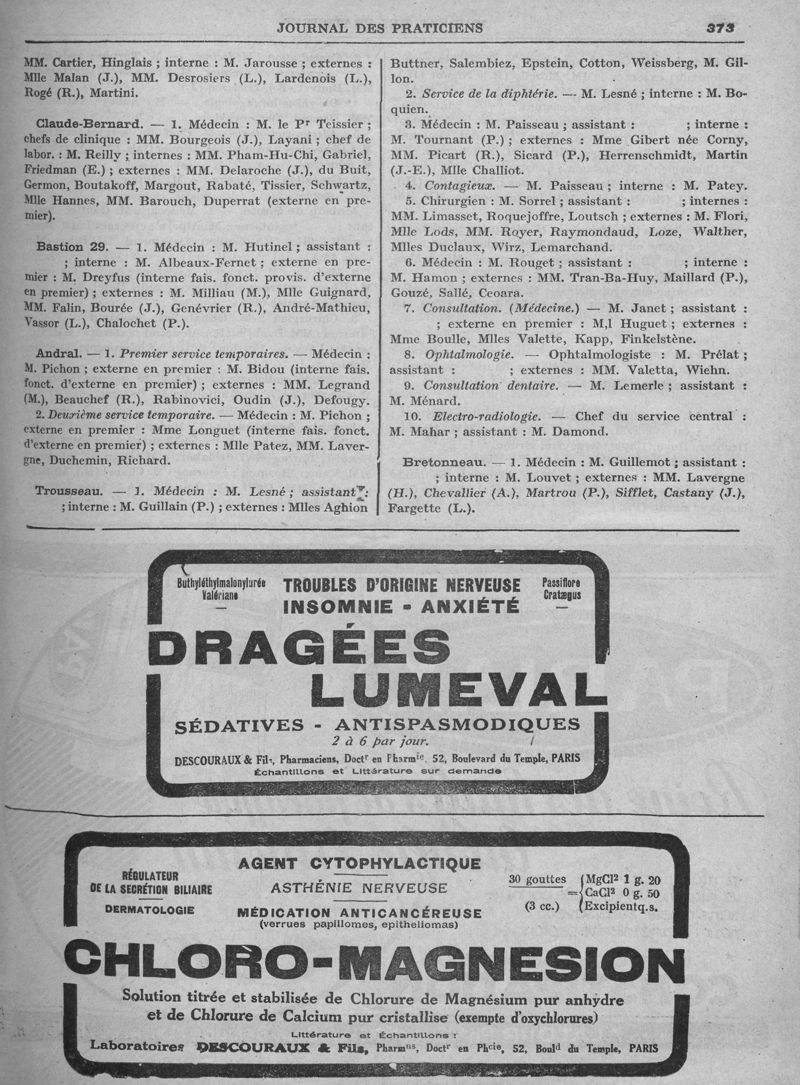 JOURNAL DES PRATICIENS 373
MM. Cartier, Hinglais ; interne : M. Jarousse ; externes :
Mlle Malan (J.), MM. Desrosiers (L.), Lardenois (L.),
Rogé (R.), Martini.
Claude-Bernard. — 1. Médecin : M. le Pr Teissier ;
chefs de clinique : MM. Bourgeois (J.), Layani ; chef de
labor. : M. Reilly ; internes : MM. Pham-Hu-Chi, Gabriel,
Friedman (E.) ; externes : MM. Delaroche (J.), du Buit,
Germon, Boutakoff, Margout, Rabaté, Tissier, Schwartz,
Mlle Hannes, MM. Barouch, Duperrat (externe en pre-
mier).
Bastion 29. — 1. Médecin : M. Hutinel ; assistant :
; interne : M. Albeaux-Fernet ; externe en pre-
mier : M. Dreyfus (interne fais. fonct. provis. d'externe
en premier) ; externes : M. Milliau (M.), Mlle Guignard,
MM. Falin, Bourée (J.), Genévrier (R.), André-Mathieu,
Vassor (L.), Chalochet (P.).
Andral. — 1. Premier service temporaires. — Médecin :
M. Pichon ; externe en premier : M. Bidou (interne fais.
fonct. d'externe en premier) ; externes : MM. Legrand
(M.), Beauchef (R.), Rabinovici, Oudin (J.), Defougy.
2. Deuxième service temporaire. — Médecin : M. Pichon ;
externe en premier : Mme Longuet (interne fais. fonct.
d'externe en premier) ; externes : Mlle Patez, MM. Laver-
gne, Duchemin, Richard.
Trousseau. — 1. Médecin : M. Lesné ; assistant :
; interne : M. Guillain (P.) ; externes : Mlles Aghion
Buttner, Salembiez, Epstein, Cotton, Weissberg, M. Gil-
lon.
2. Service de la diphtérie. — M. Lesné ; interne : M. Bo-
quien.
3. Médecin : M. Paisseau ; assistant : ; interne :
M. Tournant (P.) ; externes : Mme Gibert née Corny,
MM. Picart (R.), Sicard (P.), Herrenschmidt, Martin
(J.-E.), Mlle Challiot.
4. Contagieux. — M. Paisseau ; interne : M. Patey.
5. Chirurgien : M. Sorrel ; assistant : ; internes :
MM. Limasset, Roquejoffre, Loutsch ; externes : M. Flori,
Mlle Lods, MM. Royer, Raymondaud, Loze, Walther,
Mlles Duclaux, Wirz, Lemarchand.
6. Médecin : M. Rouget ; assistant : ; interne :
M. Hamon ; externes : MM. Tran-Ba-Huy, Maillard (P.),
Gouzé, Sallé, Ceoara.
7. Consultation. (Médecine.) — M. Janet ; assistant :
; externe en premier : M,l Huguet ; externes :
Mme Boulle, Mlles Valette, Kapp, Finkelstène.
8. Ophtalmologie. — Ophtalmologiste : M. Prélat ;
assistant : ; externes : MM. Valetta, Wiehn.
9. Consultation dentaire. — M. Lemerle ; assistant :
M. Ménard.
10. Electro-radiologie. — Chef du service central :
M. Mahar ; assistant : M. Damond.
Bretonneau. — 1. Médecin : M. Guillemot ; assistant :
; interne : M. Louvet ; externes : MM. Lavergne
(H.), Chevallier (A.), Martrou (P.), Sifflet, Castany (J.),
Fargette (L.).
Buthyléthylmalonylurée
Valériane
—
TROUBLES D'ORIGINE NERVEUSE
INSOMNIE - ANXIÉTÉ
Passiflore
Cratægus
—
DRAGÉES
LUMEVAL
SÉDATIVES - ANTISPASMODIQUES
2 à 6 par jour.
DESCOURAUX & Fils, Pharmaciens, Doctr en Pharmie, 52, Boulevard du Temple, PARIS
Échantillons et Littérature sur demande
RÉGULATEUR
DE LA SECRÉTION BILIAIRE
DERMATOLOGIE
AGENT CYTOPHYLACTIQUE
ASTHÉNIE NERVEUSE
MÉDICATION ANTICANCÉREUSE
(verrues papillomes, epitheliomas)
30 gouttes
(3 cc.)
=
MgCl2 1 g. 20
CaCl2 0 g. 50
Excipientq.s.
CHLORO-MAGNESION
Solution titrée et stabilisée de Chlorure de Magnésium pur anhydre
et de Chlorure de Calcium pur cristallise (exempte d'oxychlorures)
Littérature et Échantillons :
Laboratoires DESCOURAUX & Fils, Pharmns, Doctr en Phcie, 52, Bould du Temple, PARIS